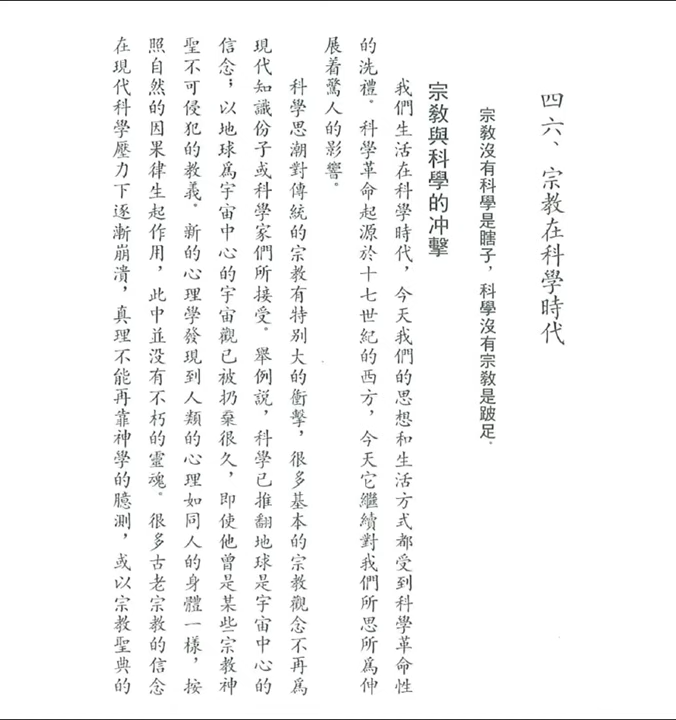 四六、宗教在科學時代
宗教沒有科學是瞎子，科學沒有宗教是跛足．
宗教與科學的冲擊
我們生活在科學時代，今天我們的思想和生活方式都受到科學革命性
的洗禮。科學革命起源於十七世紀的西方，今天它繼續對我們所思所爲伸
展着驚人的影響。
科學思潮對傳統的宗教有特別大的衝擊，很多基本的宗教觀念不再爲
現代知識份子或科學家們所接受。舉例説，科學已推翻地球是宇宙中心的
信念；以地球爲宇宙中心的宇宙觀已被扔棄很久，即使他曾是某些宗教神
聖不可侵犯的教義。新的心理學發現到人類的心理如同人的身體一樣，按
照自然的因果律生起作用，此中並没有不朽的靈魂。很多古老宗教的信念
在現代科學壓力下逐漸崩潰，真理不能再靠神學的臆測，或以宗教聖典的